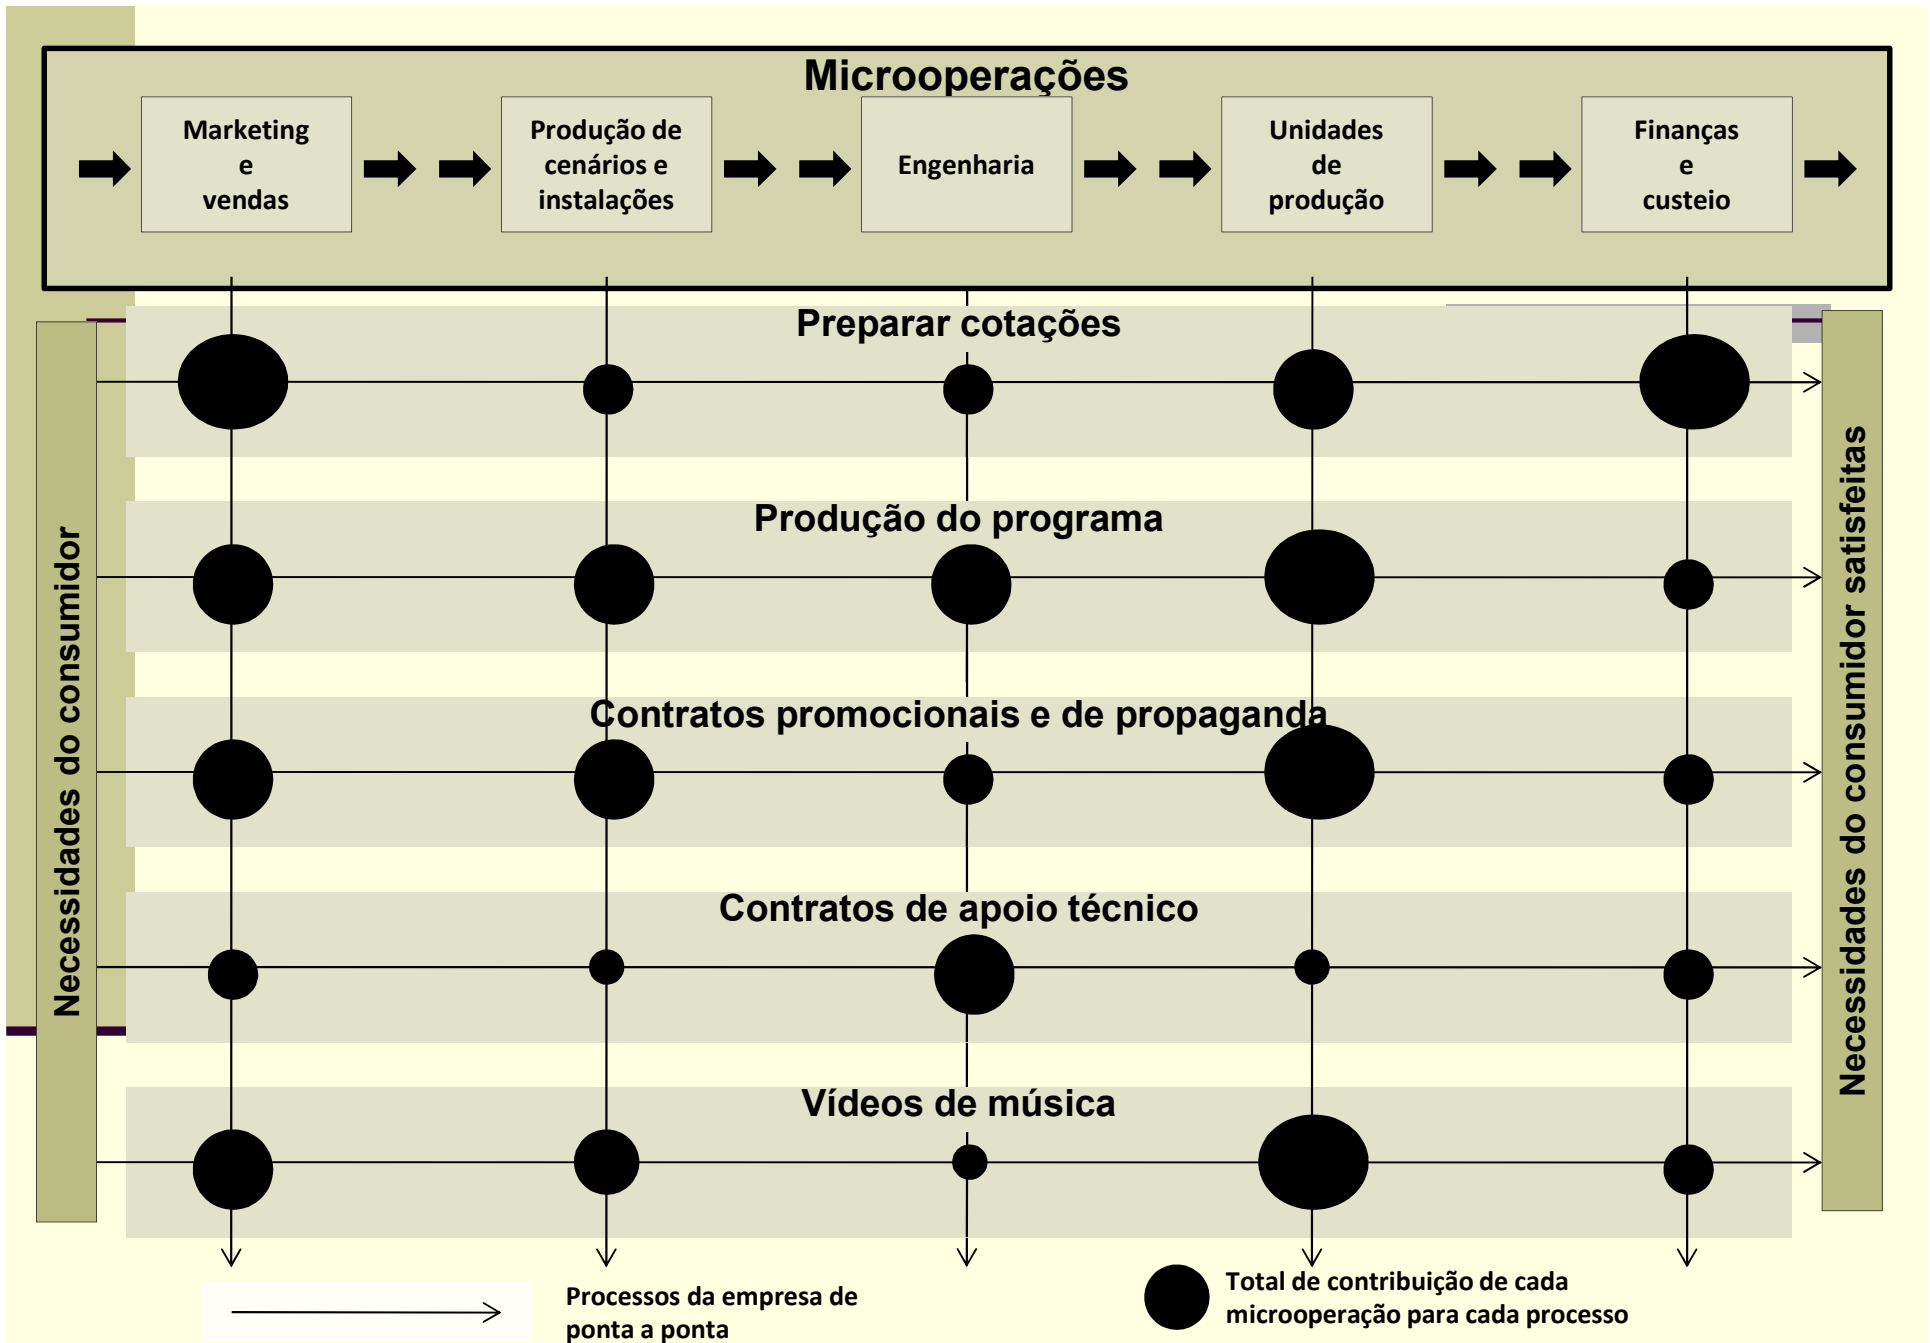 Microoperações
Marketing
e
vendas
Produção de
cenários e
instalações
Engenharia
Unidades
de
produção
Finanças
e
custeio
Necessidades do consumidor
Preparar cotações
Produção do programa
Contratos promocionais e de propaganda
Contratos de apoio técnico
Vídeos de música
Necessidades do consumidor satisfeitas
Processos da empresa de
ponta a ponta
Total de contribuição de cada
microoperação para cada processo